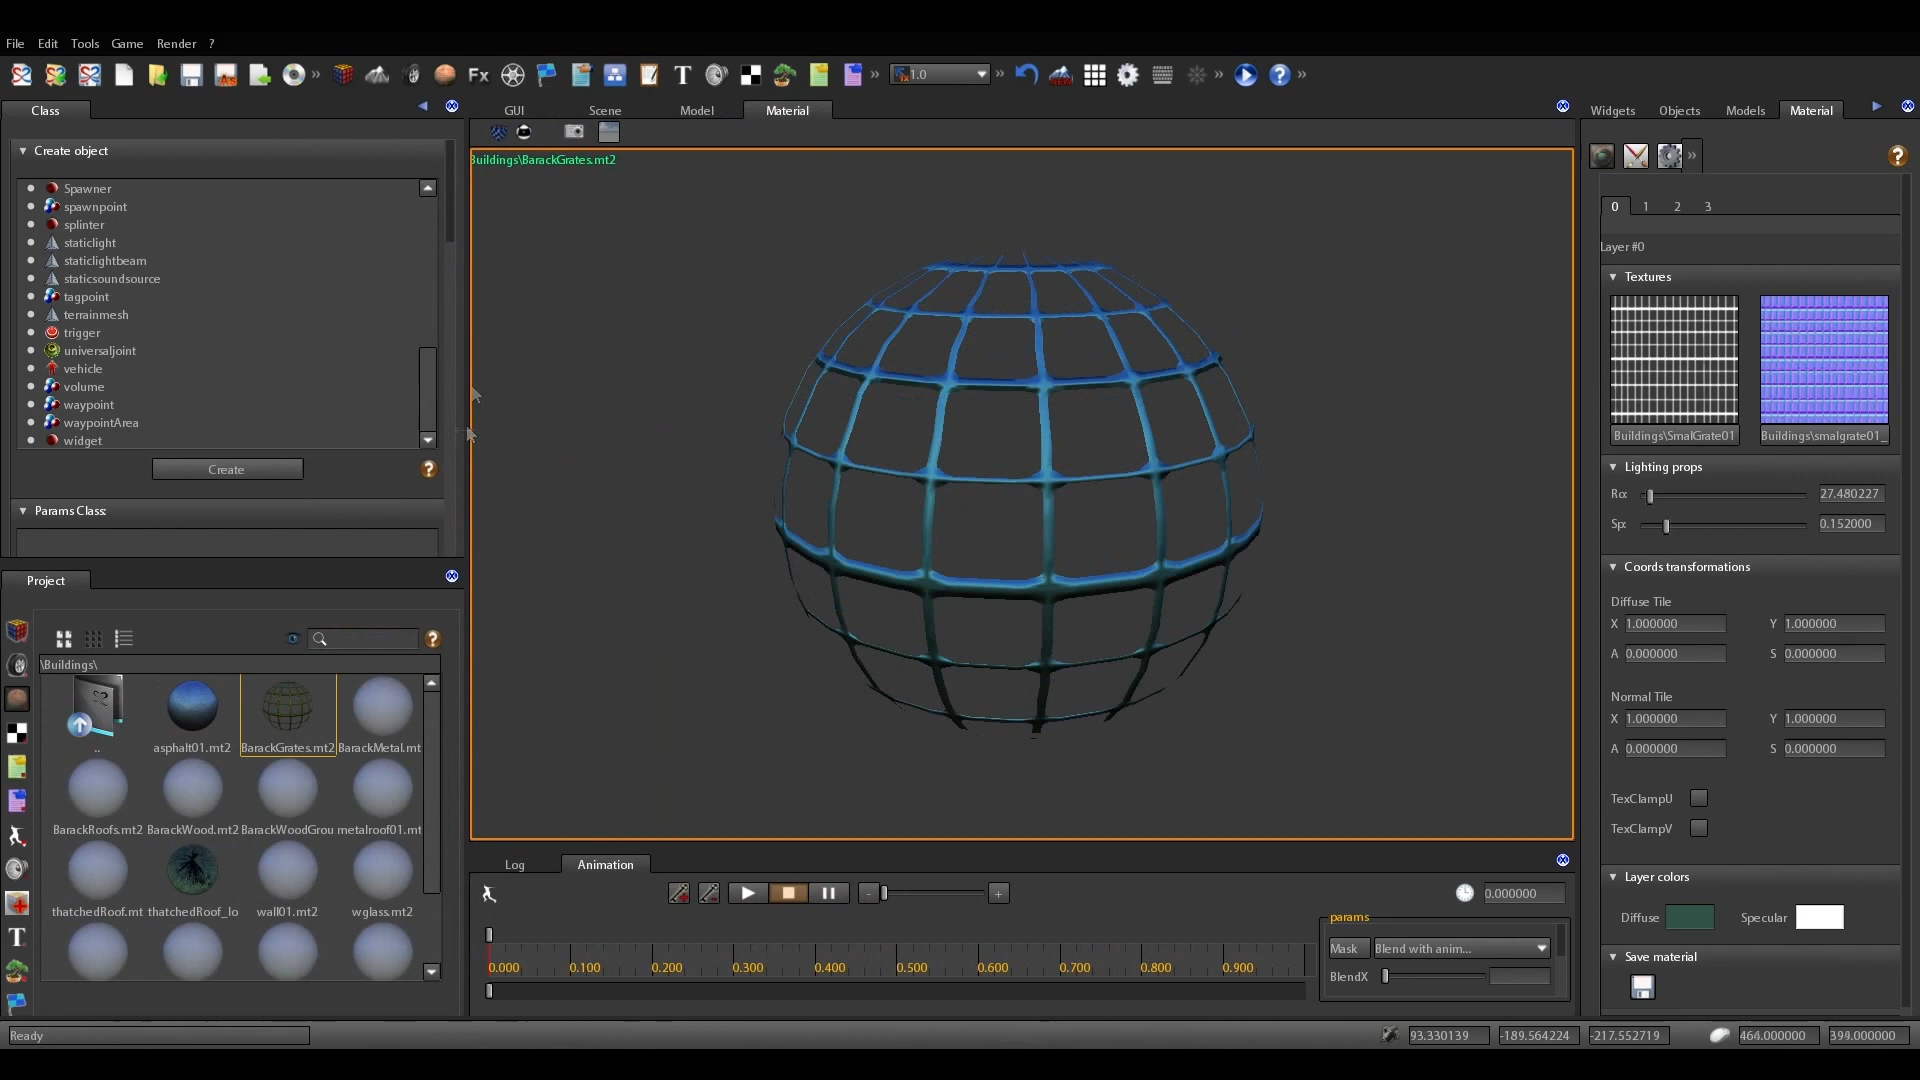 File Edit Tools Game Render ?
Fx T 1.0
Class
GUI Scene Model Material
Widgets Objects Models Material
Create object
Buildings\BarackGrates.mt2
Spawner
spawnpoint
splinter
staticlight
staticlightbeam
staticsoundsource
tagpoint
terrainmesh
trigger
universaljoint
vehicle
volume
waypoint
waypointArea
widget
Create
Params Class:
Project
\Buildings\
..
asphalt01.mt2
BarackGrates.mt2
BarackMetal.mt
BarackRoofs.mt2
BarackWood.mt2
BarackWoodGrou
metalroof01.mt
thatchedRoof.mt
thatchedRoof_lo
wall01.mt2
wglass.mt2
Log Animation
0.000000
0.000 0.100 0.200 0.300 0.400 0.500 0.600 0.700 0.800 0.900
params
Mask Blend with anim...
BlendX
0 1 2 3
Layer #0
Textures
Buildings\SmalGrate01
Buildings\smalgrate01_
Lighting props
Ro: 27.480227
Sp: 0.152000
Coords transformations
Diffuse Tile
X 1.000000 Y 1.000000
A 0.000000 S 0.000000
Normal Tile
X 1.000000 Y 1.000000
A 0.000000 S 0.000000
TexClampU
TexClampV
Layer colors
Diffuse Specular
Save material
Ready
93.330139 -189.564224 -217.552719 464.000000 399.000000